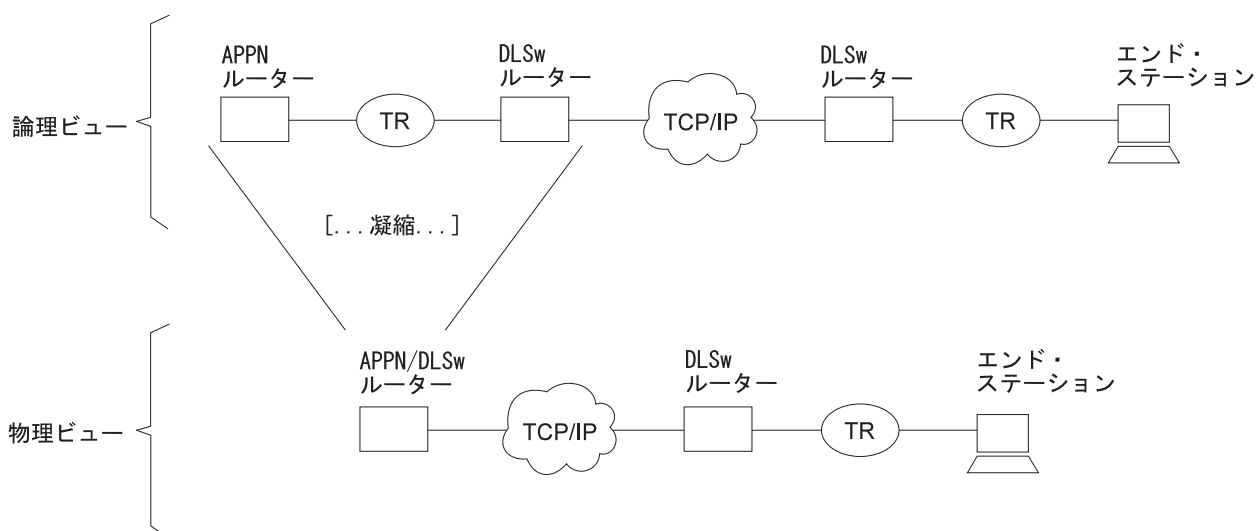 APPN
ルーター
DLSw
ルーター
DLSw
ルーター
エンド・
ステーション
論理ビュー
TR
TCP/IP
TR
[...凝縮...]
APPN/DLSw
ルーター
DLSw
ルーター
エンド・
ステーション
物理ビュー
TCP/IP
TR